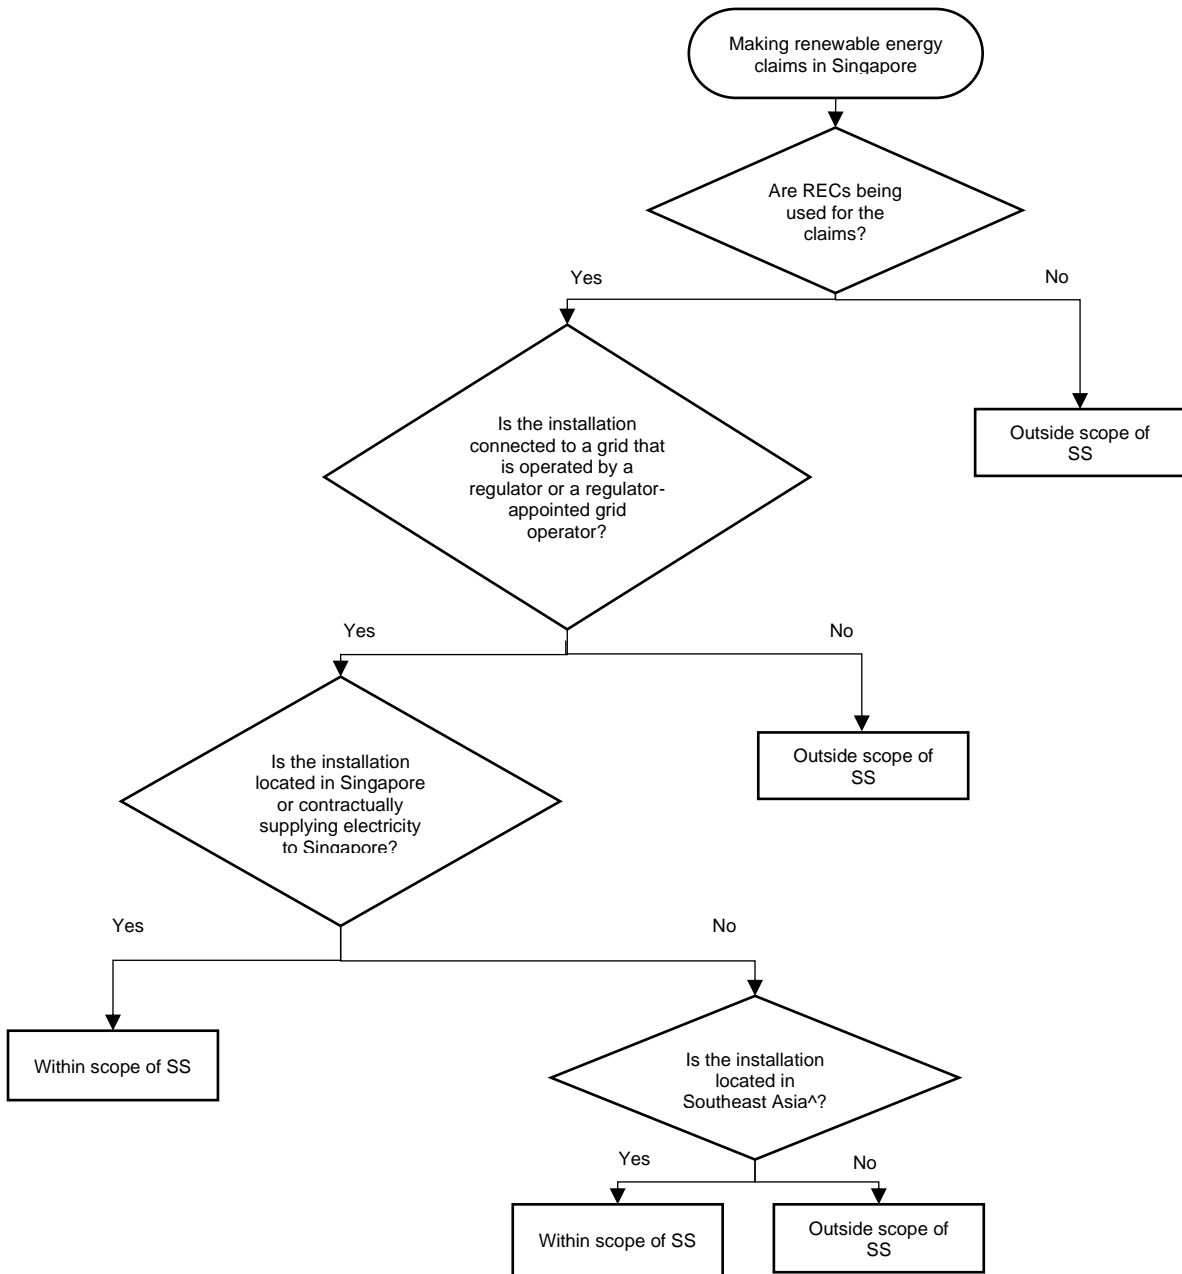 Making renewable energy
claims in Singapore
Are RECs being
used for the
claims?
Yes
No
Is the installation
connected to a grid that
is operated by a
regulator or a regulator-
appointed grid
operator?
Outside scope of
SS
Yes
No
Is the installation
located in Singapore
or contractually
supplying electricity
to Singapore?
Outside scope of
SS
Yes
No
Within scope of SS
Is the installation
located in
Southeast Asia^?
Yes
No
Within scope of SS
Outside scope of
SS